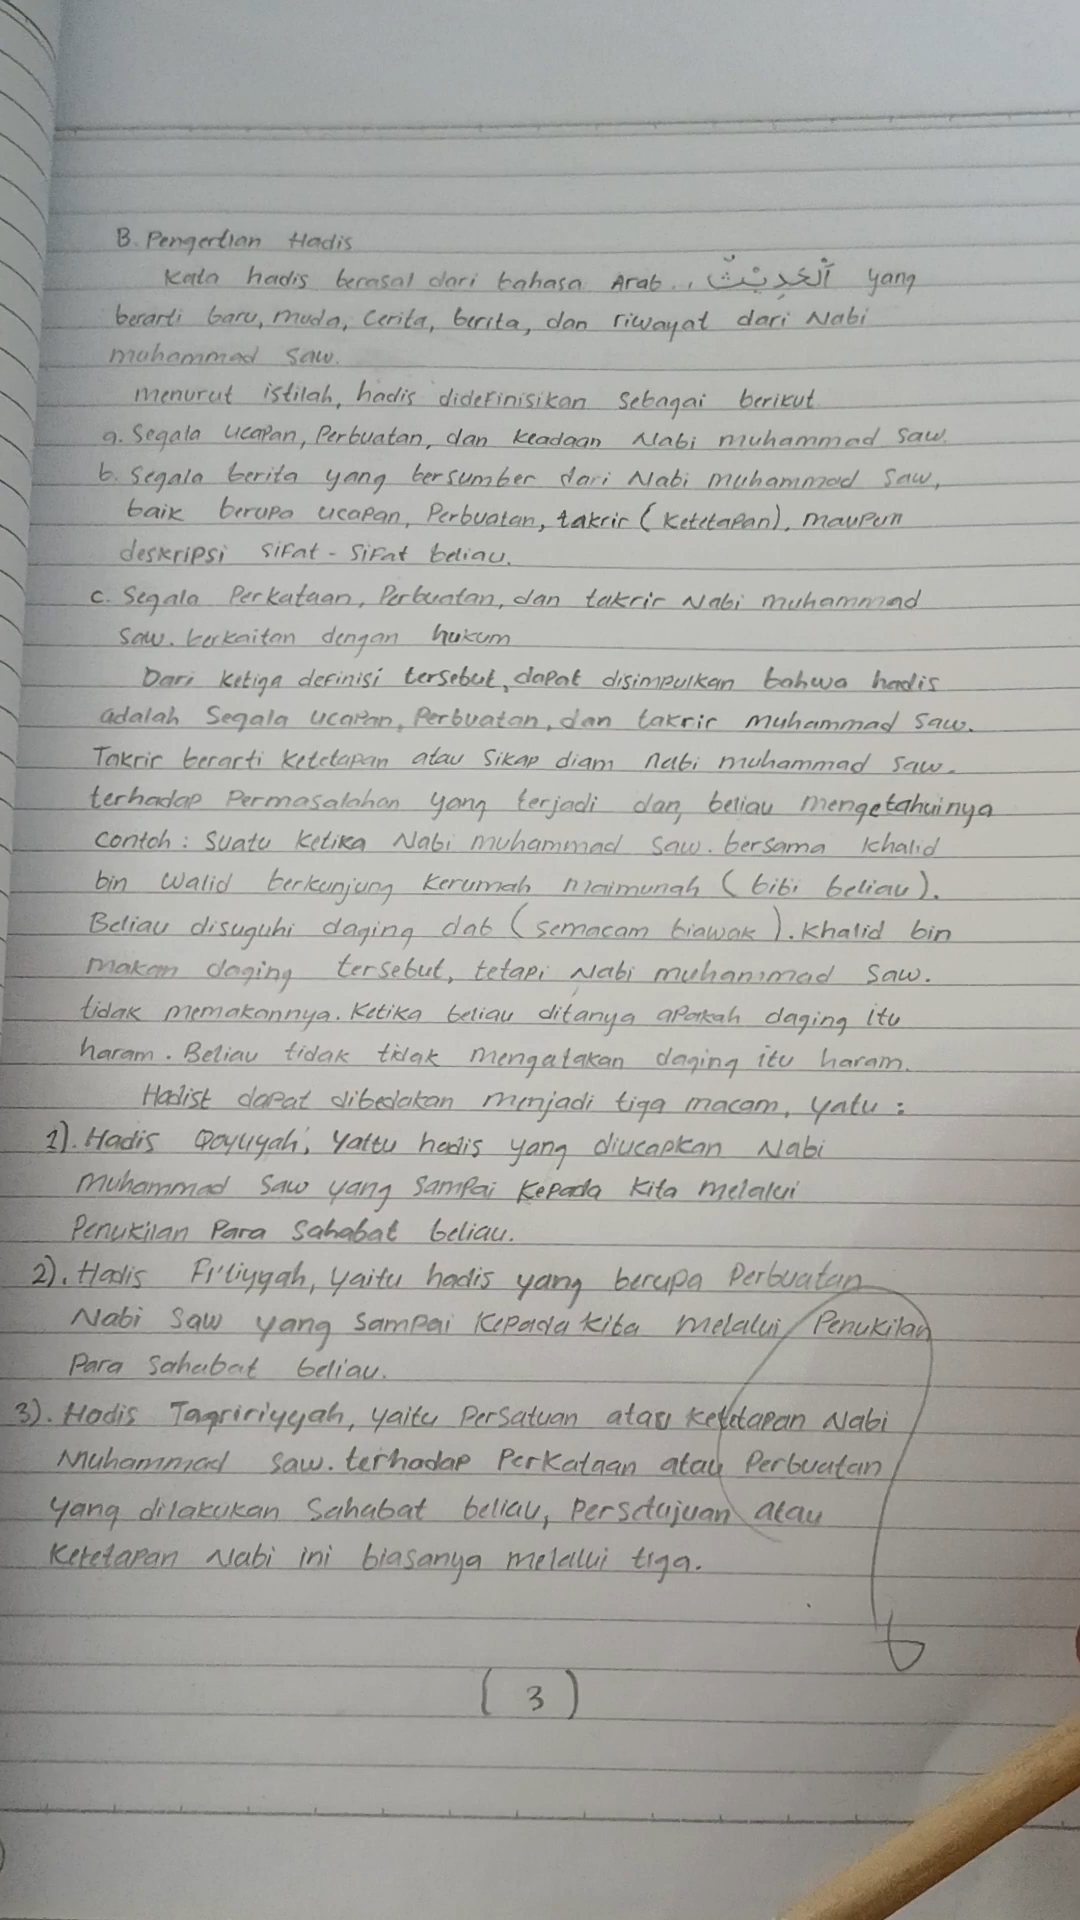 B. Pengertian Hadis
Kata hadis berasal dari bahasa Arab, اَلْحَدِيْثُ yang
berarti baru, muda, Cerita, berita, dan riwayat dari Nabi
muhammad saw.
menurut istilah, hadis didefinisikan sebagai berikut
a. Segala ucapan, Perbuatan, dan keadaan Nabi muhammad saw.
b. Segala berita yang bersumber dari Nabi muhammad saw,
baik berupa ucapan, Perbuatan, takrir (ketetapan), maupun
deskripsi sifat - sifat beliau.
c. Segala Perkataan, Perbuatan, dan takrir Nabi muhammad
saw. berkaitan dengan hukum
Dari ketiga definisi tersebut, dapat disimpulkan bahwa hadis
adalah Segala ucapan, Perbuatan, dan takrir muhammad saw.
Takrir berarti ketetapan atau sikap diam nabi muhammad saw.
terhadap Permasalahan yang terjadi dan, beliau mengetahuinya
Contoh : Suatu ketika Nabi muhammad saw. bersama khalid
bin walid berkunjung kerumah maimunah (bibi beliau).
Beliau disuguhi daging dab (semacam biawak). Khalid bin
makan daging tersebut, tetapi Nabi muhammad saw.
tidak memakannya. Ketika beliau ditanya apakah daging itu
haram. Beliau tidak tidak mengatakan daging itu haram.
Hadist dapat dibedakan menjadi tiga macam, yatu :
1). Hadis yaitu hadis yang diucapkan Nabi
muhammad saw yang sampai kepada kita melalui
Penukilan Para sahabat beliau.
2). Hadis Fi'liyyah, yaitu hadis yang berupa Perbuatan
Nabi saw yang sampai kepada kita melalui Penukilan
Para sahabat beliau.
3). Hadis Taqririyyah, yaitu Persatuan atau ketetapan Nabi
Muhammad saw. terhadap Perkataan atau Perbuatan
yang dilakukan sahabat beliau, Persetujuan atau
Ketetapan Nabi ini biasanya melalui tiga.
( 3 )